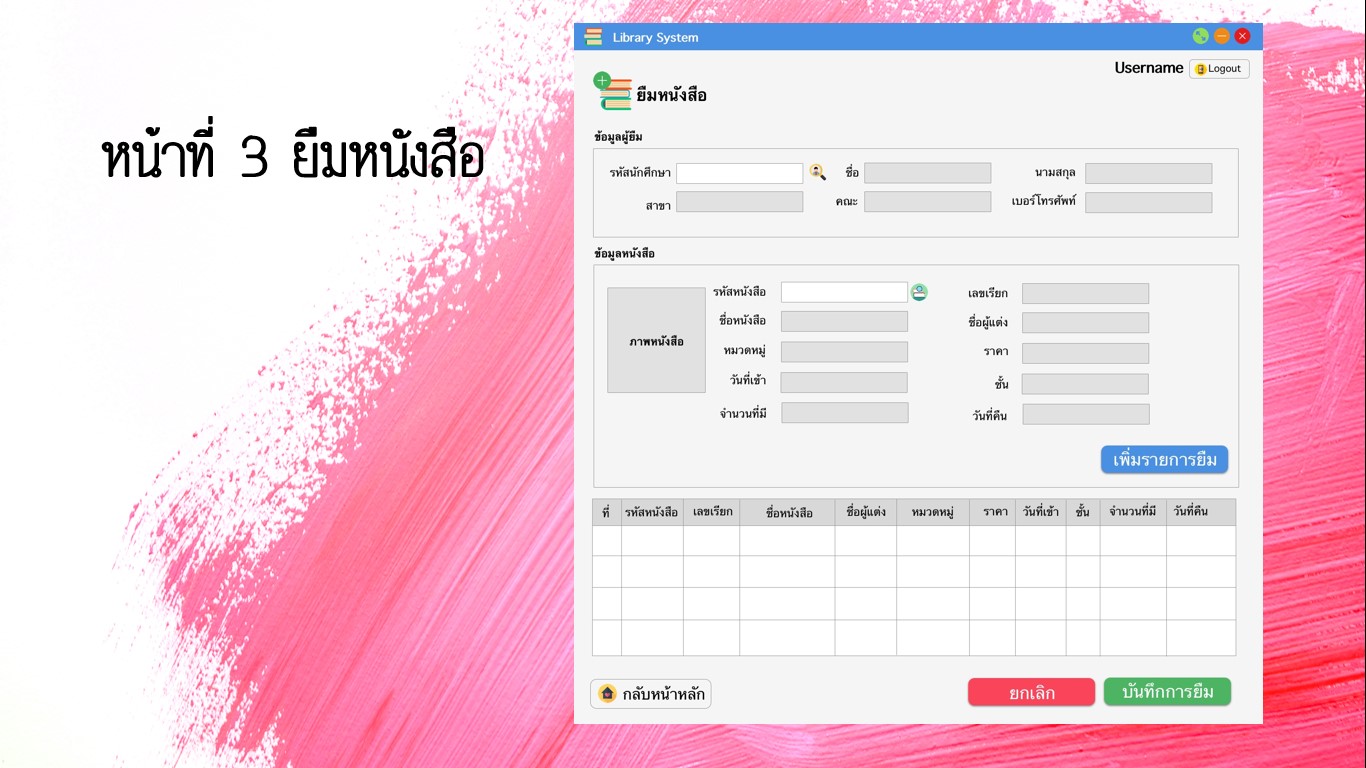 หน้าที่ 3 ยืมหนังสือ
Library System
Username Logout
ยืมหนังสือ
ข้อมูลผู้ยืม
รหัสนักศึกษา ชื่อ นามสกุล
สาขา คณะ เบอร์โทรศัพท์
ข้อมูลหนังสือ
ภาพหนังสือ
รหัสหนังสือ เลขเรียก
ชื่อหนังสือ ชื่อผู้แต่ง
หมวดหมู่ ราคา
วันที่เข้า ชั้น
จำนวนที่มี วันที่คืน
เพิ่มรายการยืม
ที่ รหัสหนังสือ เลขเรียก ชื่อหนังสือ ชื่อผู้แต่ง หมวดหมู่ ราคา วันที่เข้า ชั้น จำนวนที่มี วันที่คืน
กลับหน้าหลัก ยกเลิก บันทึกการยืม